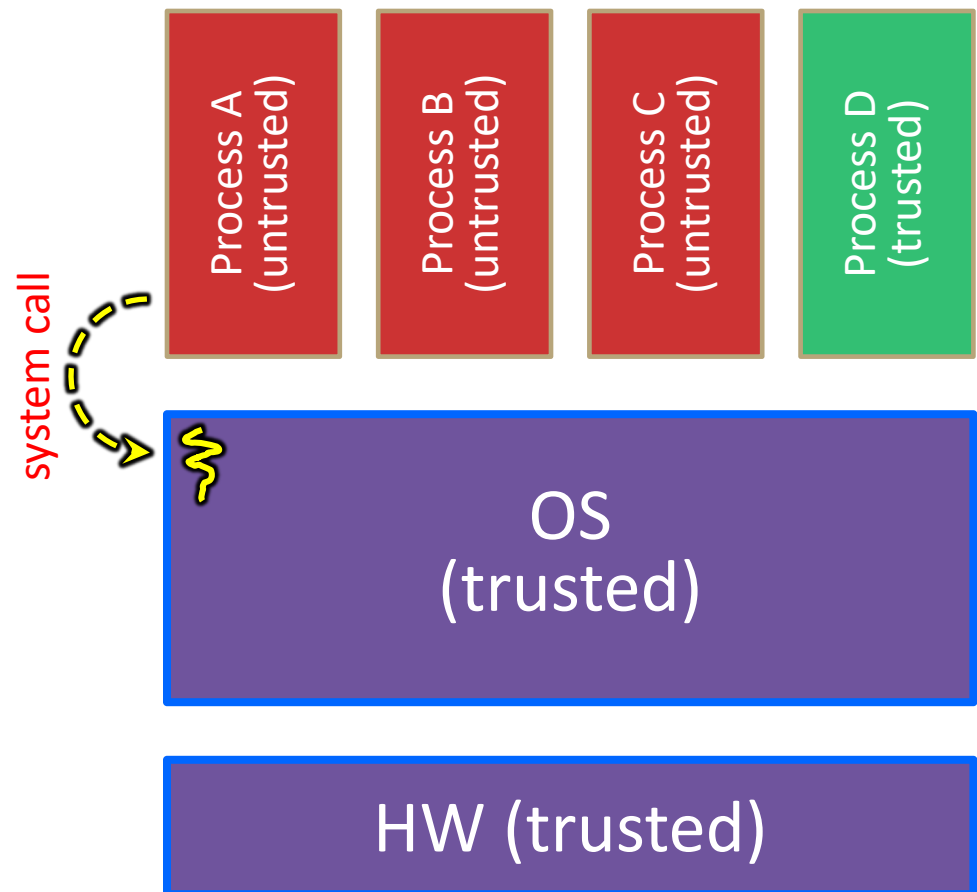 Process A
(untrusted)
Process B
(untrusted)
Process C
(untrusted)
Process D
(trusted)
system call
OS
(trusted)
HW (trusted)